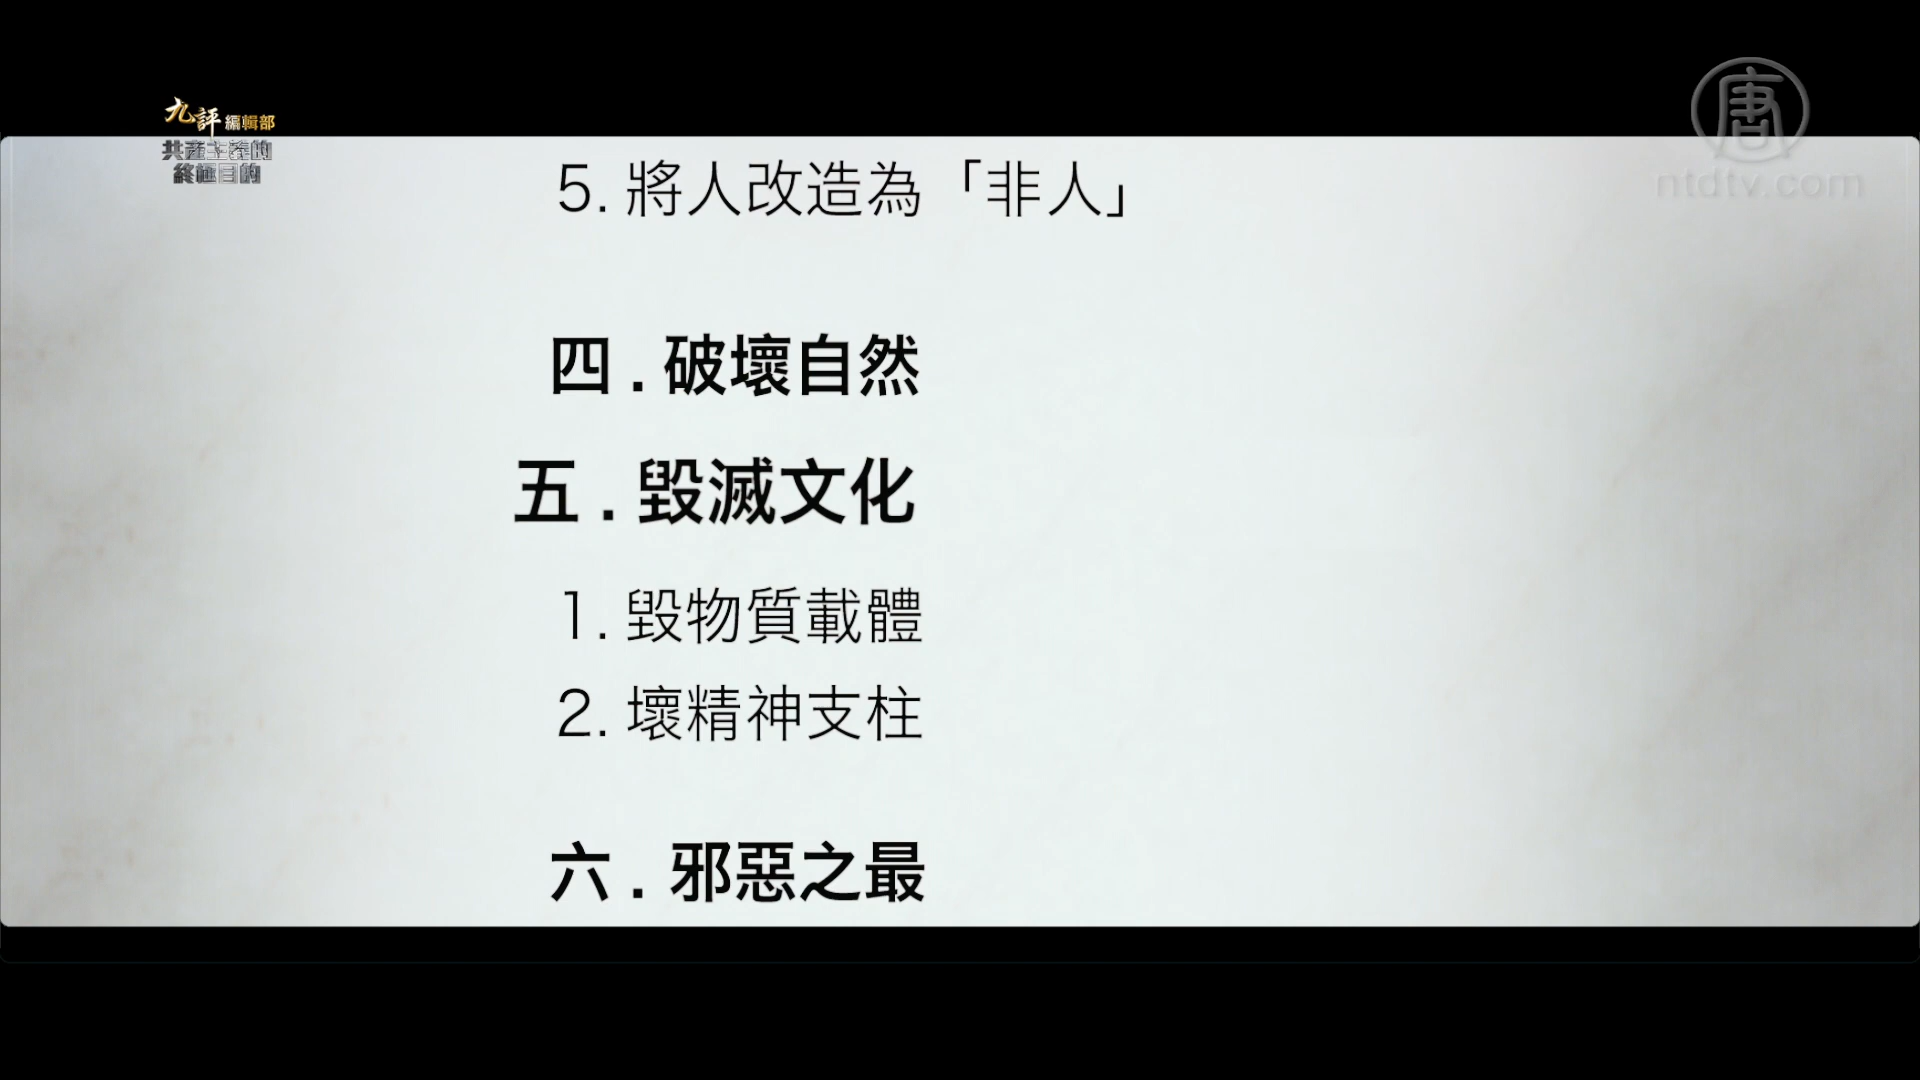 九評編輯部
共產主義的
終極目的
唐
ntdtv.com
5. 將人改造為「非人」
四 . 破壞自然
五 . 毀滅文化
1. 毀物質載體
2. 壞精神支柱
六 . 邪惡之最